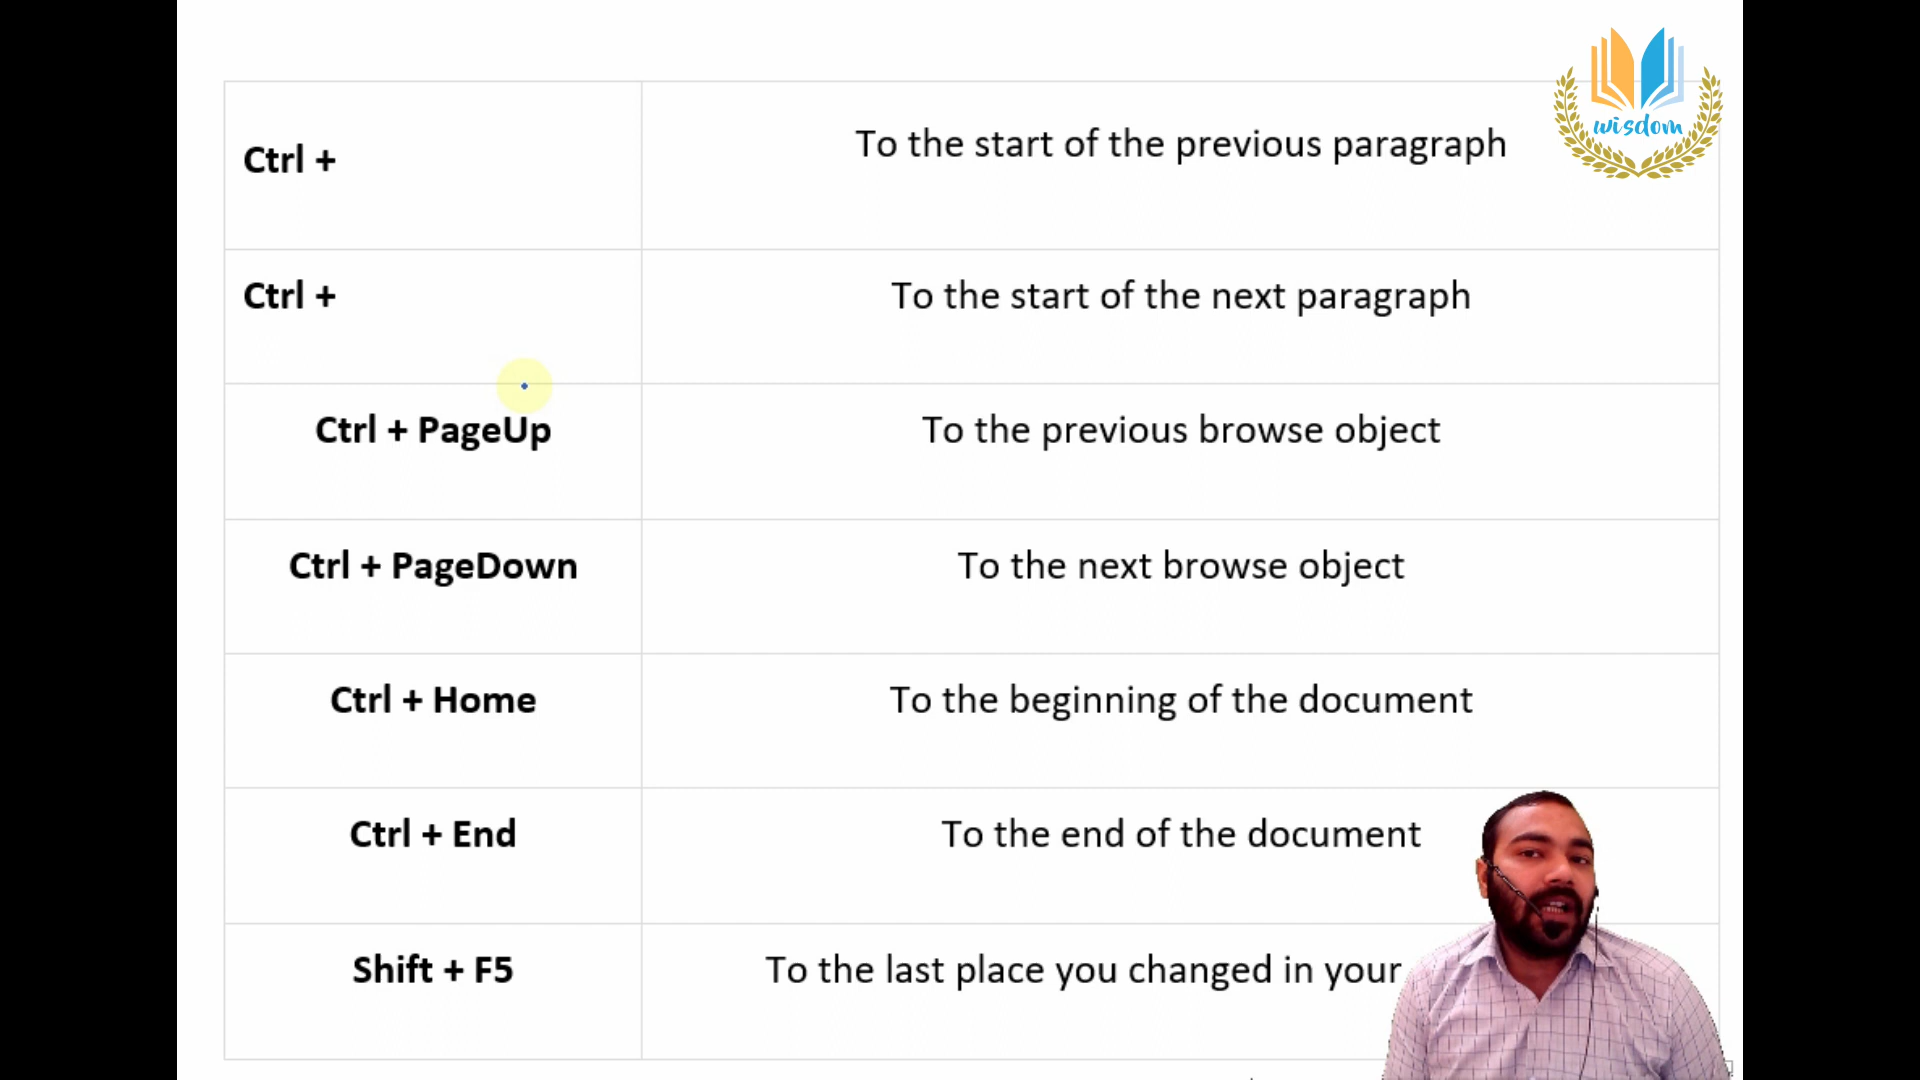 wisdom
Ctrl + To the start of the previous paragraph
Ctrl + To the start of the next paragraph
Ctrl + PageUp To the previous browse object
Ctrl + PageDown To the next browse object
Ctrl + Home To the beginning of the document
Ctrl + End To the end of the document
Shift + F5 To the last place you changed in your